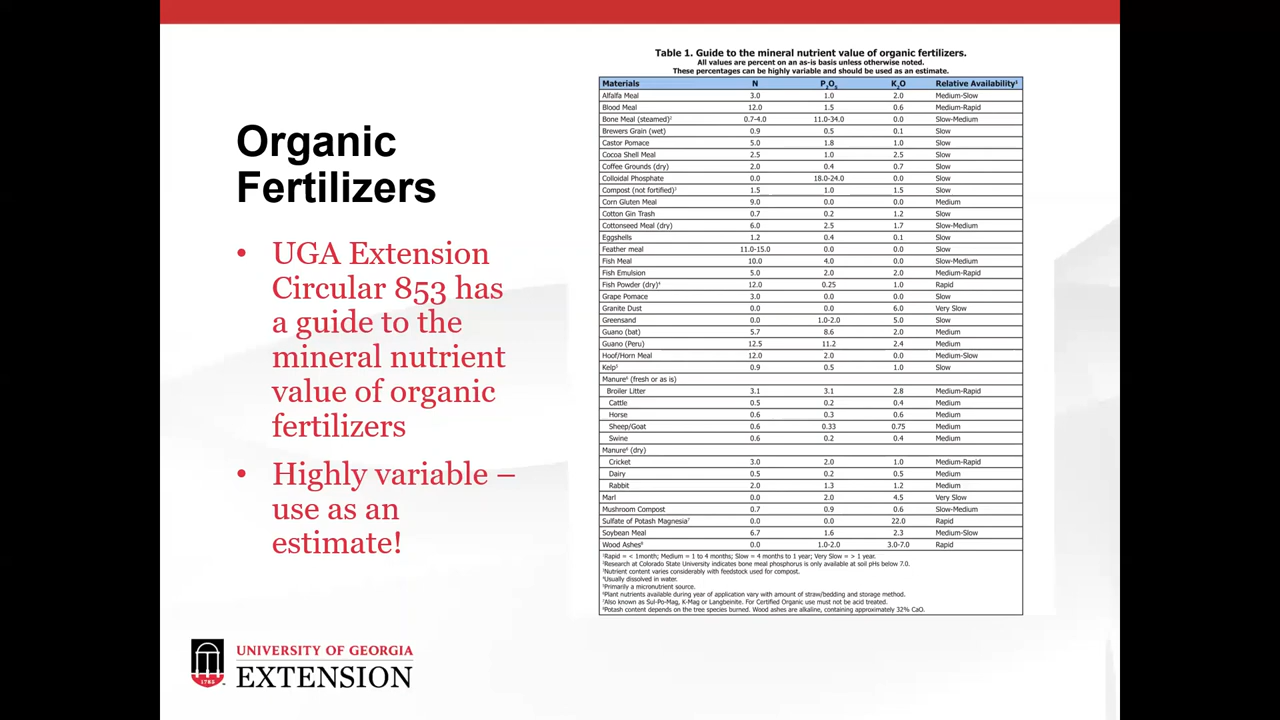 Organic
Fertilizers
• UGA Extension
Circular 853 has
a guide to the
mineral nutrient
value of organic
fertilizers
• Highly variable –
use as an
estimate!
Table 1. Guide to the mineral nutrient value of organic fertilizers.
All values are percent on an as-is basis unless otherwise noted.
These percentages can be highly variable and should be used as an estimate.
Materials N P₂O₅ K₂O Relative Availability¹
Alfalfa Meal 3.0 1.0 2.0 Medium-Slow
Blood Meal 12.0 1.5 0.6 Medium-Rapid
Bone Meal (steamed)² 0.7-4.0 11.0-34.0 0.0 Slow-Medium
Brewers Grain (wet) 0.9 0.5 0.1 Slow
Castor Pomace 5.0 1.8 1.0 Slow
Cocoa Shell Meal 2.5 1.0 2.5 Slow
Coffee Grounds (dry) 2.0 0.4 0.7 Slow
Colloidal Phosphate 0.0 18.0-24.0 0.0 Slow
Compost (not fortified)³ 1.5 1.0 1.5 Slow
Corn Gluten Meal 9.0 0.0 0.0 Medium
Cotton Gin Trash 0.7 0.2 1.2 Slow
Cottonseed Meal (dry) 6.0 2.5 1.7 Slow-Medium
Eggshells 1.2 0.4 0.1 Slow
Feather meal 11.0-15.0 0.0 0.0 Slow
Fish Meal 10.0 4.0 0.0 Slow-Medium
Fish Emulsion 5.0 2.0 2.0 Medium-Rapid
Fish Powder (dry)⁴ 12.0 0.25 1.0 Rapid
Grape Pomace 3.0 0.0 0.0 Slow
Granite Dust 0.0 0.0 6.0 Very Slow
Greensand 0.0 1.0-2.0 5.0 Slow
Guano (bat) 5.7 8.6 2.0 Medium
Guano (Peru) 12.5 11.2 2.4 Medium
Hoof/Horn Meal 12.0 2.0 0.0 Medium-Slow
Kelp⁵ 0.9 0.5 1.0 Slow
Manure⁶ (fresh or as is)
Broiler Litter 3.1 3.1 2.8 Medium-Rapid
Cattle 0.5 0.2 0.4 Medium
Horse 0.6 0.3 0.6 Medium
Sheep/Goat 0.6 0.33 0.75 Medium
Swine 0.6 0.2 0.4 Medium
Manure⁶ (dry)
Cricket 3.0 2.0 1.0 Medium-Rapid
Dairy 0.5 0.2 0.5 Medium
Rabbit 2.0 1.3 1.2 Medium
Marl 0.0 2.0 4.5 Very Slow
Mushroom Compost 0.7 0.9 0.6 Slow-Medium
Sulfate of Potash Magnesia⁷ 0.0 0.0 22.0 Rapid
Soybean Meal 6.7 1.6 2.3 Medium-Slow
Wood Ashes⁸ 0.0 1.0-2.0 3.0-7.0 Rapid
¹Rapid = < 1month; Medium = 1 to 4 months; Slow = 4 months to 1 year; Very Slow = > 1 year.
²Research at Colorado State University indicates bone meal phosphorus is only available at soil pHs below 7.0.
³Nutrient content varies considerably with feedstock used for compost.
⁴Usually dissolved in water.
⁵Primarily a micronutrient source.
⁶Plant nutrients available during year of application vary with amount of straw/bedding and storage method.
⁷Also known as Sul-Po-Mag, K-Mag or Langbeinite. For Certified Organic use must not be acid treated.
⁸Potash content depends on the tree species burned. Wood ashes are alkaline, containing approximately 32% CaO.
1785
UNIVERSITY OF GEORGIA
EXTENSION